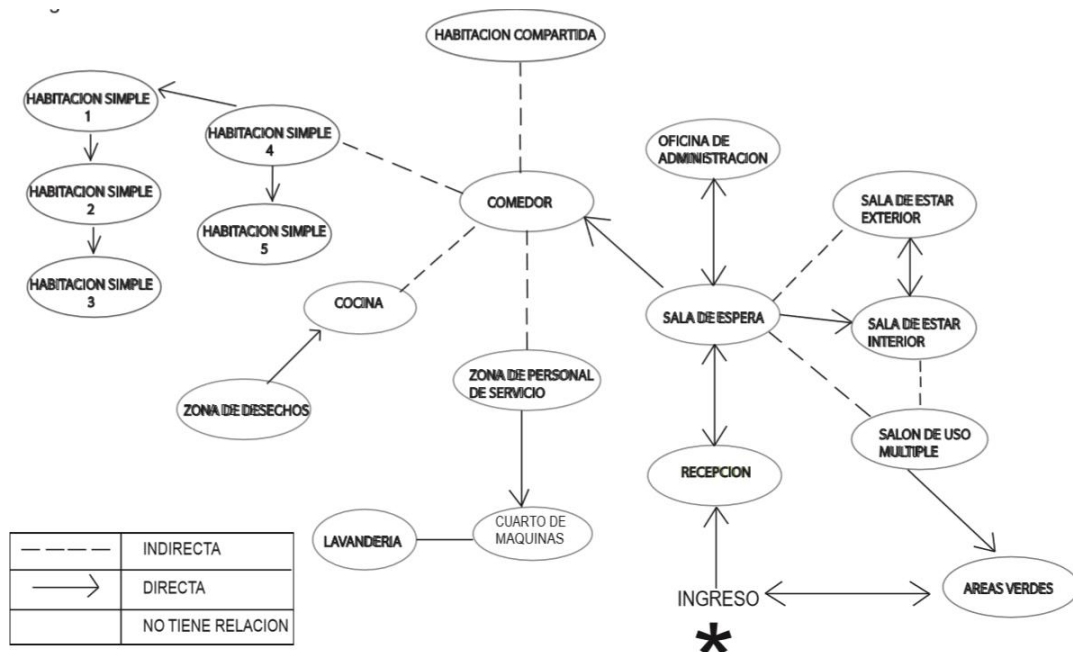 HABITACION COMPARTIDA
HABITACION SIMPLE
1
HABITACION SIMPLE
4
OFICINA DE
ADMINISTRACION
HABITACION SIMPLE
2
COMEDOR
SALA DE ESTAR
EXTERIOR
HABITACION SIMPLE
5
HABITACION SIMPLE
3
COCINA
SALA DE ESPERA
SALA DE ESTAR
INTERIOR
ZONA DE PERSONAL
DE SERVICIO
ZONA DE DESECHOS
SALON DE USO
MULTIPLE
RECEPCION
LAVANDERIA
CUARTO DE
MAQUINAS
INDIRECTA
DIRECTA
NO TIENE RELACION
INGRESO
*
AREAS VERDES